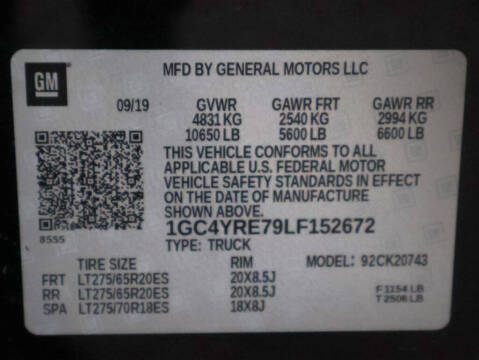 GM
MFD BY GENERAL MOTORS LLC
09/19 GVWR GAWR FRT GAWR RR
4831 KG 2540 KG 2994 KG
10650 LB 5600 LB 6600 LB
THIS VEHICLE CONFORMS TO ALL
APPLICABLE U.S. FEDERAL MOTOR
VEHICLE SAFETY STANDARDS IN EFFECT
ON THE DATE OF MANUFACTURE
SHOWN ABOVE.
8555
1GC4YRE79LF152672
TYPE: TRUCK
TIRE SIZE RIM MODEL: 92CK20743
FRT LT275/65R20ES 20X8.5J F 1154 LB
RR LT275/65R20ES 20X8.5J T 2506 LB
SPA LT275/70R18ES 18X8J